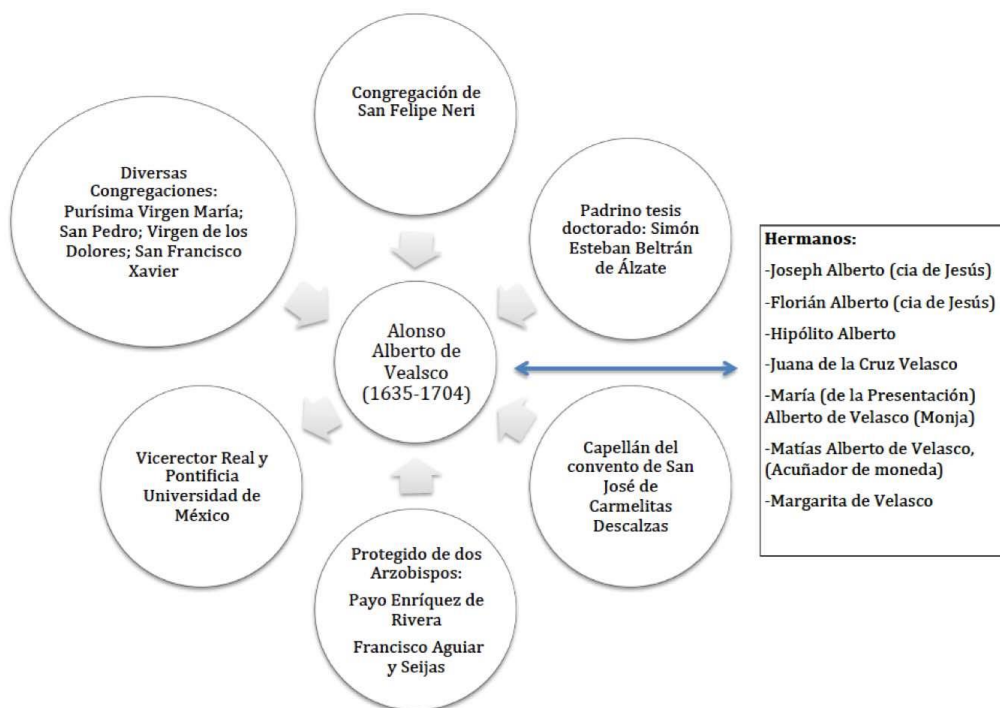 Congregación de
San Felipe Neri
Diversas
Congregaciones:
Purísima Virgen María;
San Pedro; Virgen de los
Dolores; San Francisco
Xavier
Padrino tesis
doctorado: Simón
Esteban Beltrán
de Álzate
Alonso
Alberto de
Vealsco
(1635-1704)
Hermanos:
-Joseph Alberto (cia de Jesús)
-Florián Alberto (cia de Jesús)
-Hipólito Alberto
-Juana de la Cruz Velasco
-María (de la Presentación)
Alberto de Velasco (Monja)
-Matías Alberto de Velasco,
(Acuñador de moneda)
-Margarita de Velasco
Vicerector Real y
Pontificia
Universidad de
México
Capellán del
convento de San
José de
Carmelitas
Descalzas
Protegido de dos
Arzobispos:
Payo Enríquez de
Rivera
Francisco Aguiar
y Seijas